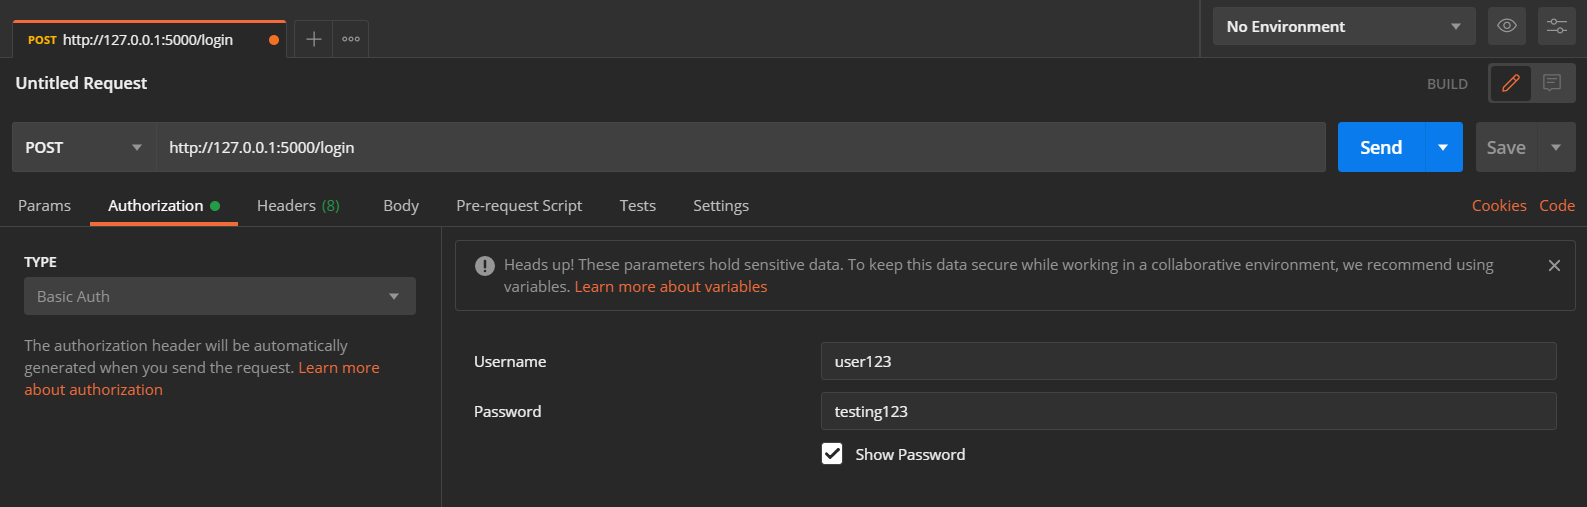 POST http://127.0.0.1:5000/login
No Environment
Untitled Request
BUILD
POST http://127.0.0.1:5000/login Send Save
Params Authorization Headers (8) Body Pre-request Script Tests Settings Cookies Code
TYPE
Basic Auth
The authorization header will be automatically
generated when you send the request. Learn more
about authorization
Heads up! These parameters hold sensitive data. To keep this data secure while working in a collaborative environment, we recommend using
variables. Learn more about variables
Username user123
Password testing123
Show Password